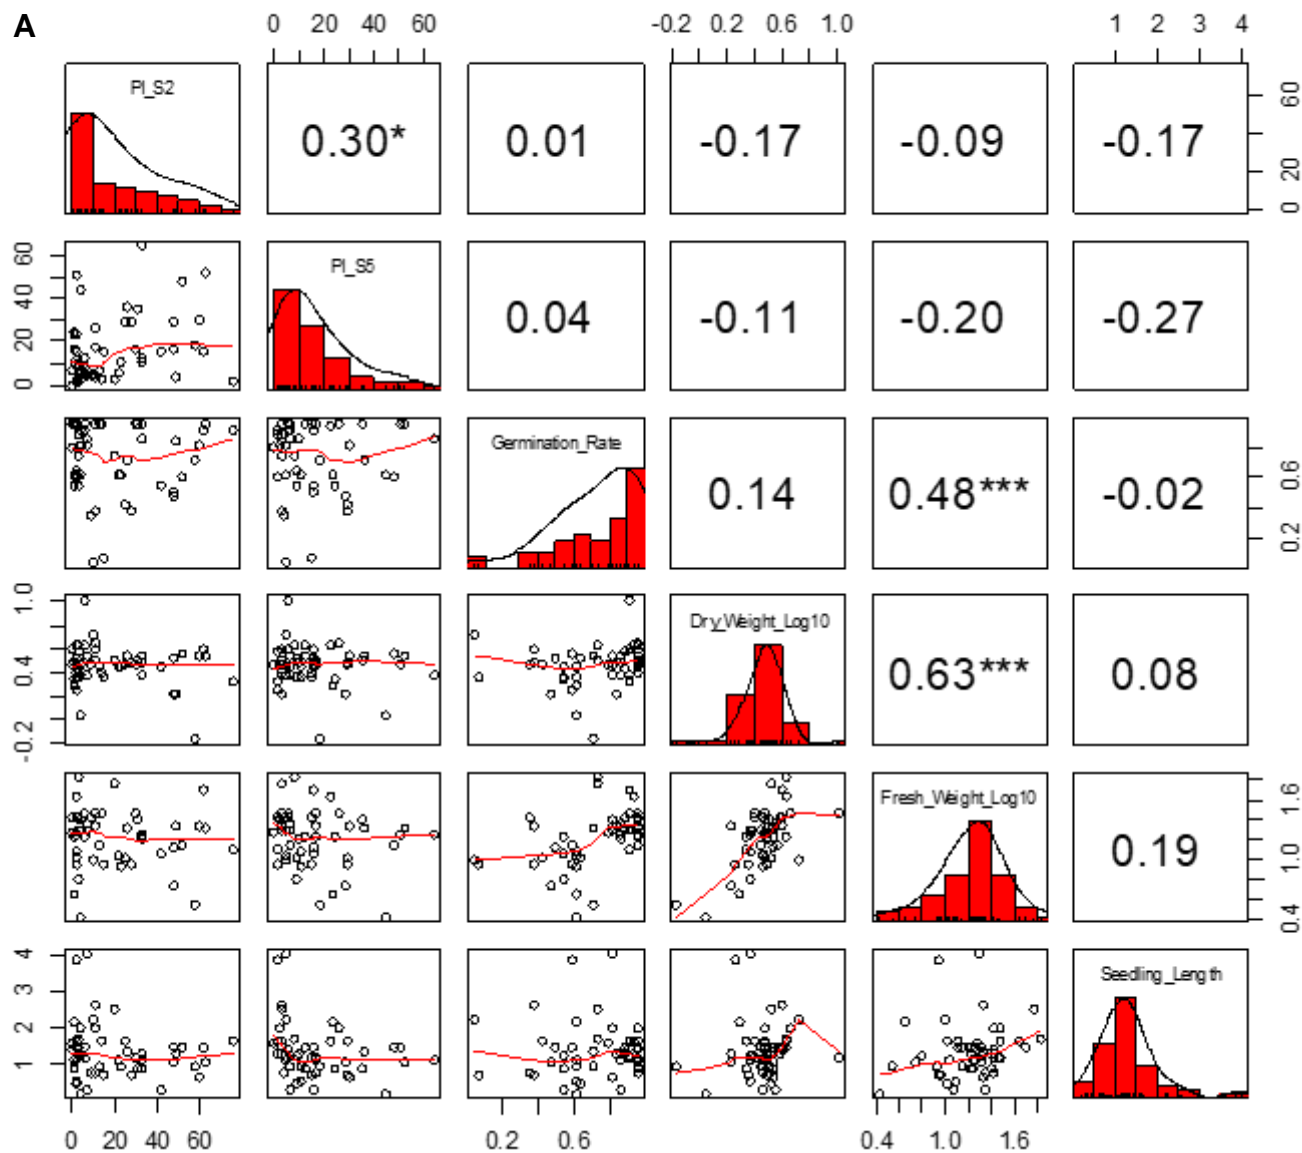 A
0 20 40 60
-0.2 0.2 0.6 1.0
1 2 3 4
PI_S2
0.30*
0.01
-0.17
-0.09
-0.17
0 20 60
0 20 40 60
PI_S5
0.04
-0.11
-0.20
-0.27
Germination_Rate
0.14
0.48***
-0.02
0.2 0.6
-0.2 0.4 1.0
Dry_Weight_Log10
0.63***
0.08
Fresh_Weight_Log10
0.19
0.4 1.0 1.6
1 2 3 4
Seedling_Length
0 20 40 60
0.2 0.6
0.4 1.0 1.6